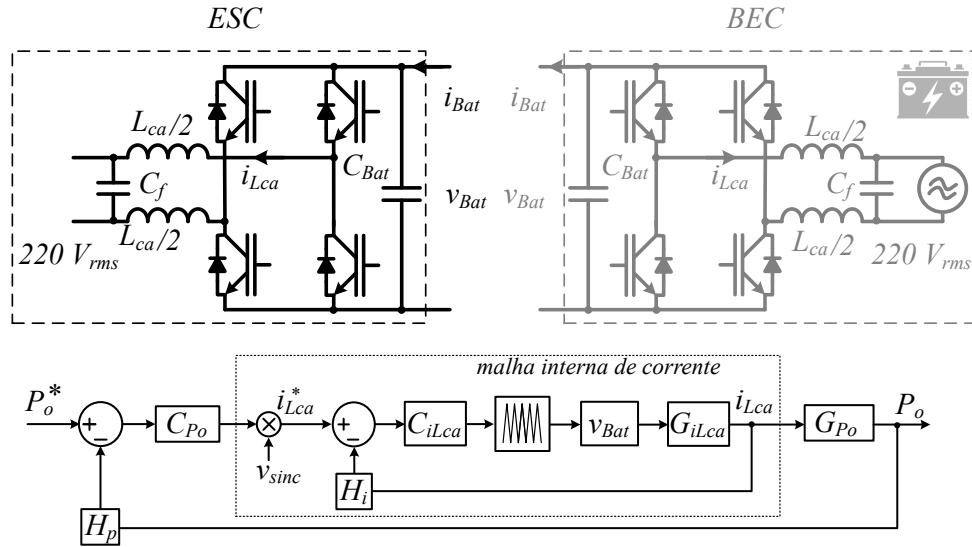 ESC
BEC
L_ca/2
i_Lca
C_Bat
C_f
L_ca/2
220 V_rms
i_Bat
v_Bat
i_Bat
v_Bat
C_Bat
i_Lca
L_ca/2
C_f
L_ca/2
220 V_rms
malha interna de corrente
P_o*
+
−
C_Po
v_sinc
i_Lca*
+
−
C_iLca
v_Bat
G_iLca
i_Lca
G_Po
P_o
H_i
H_p